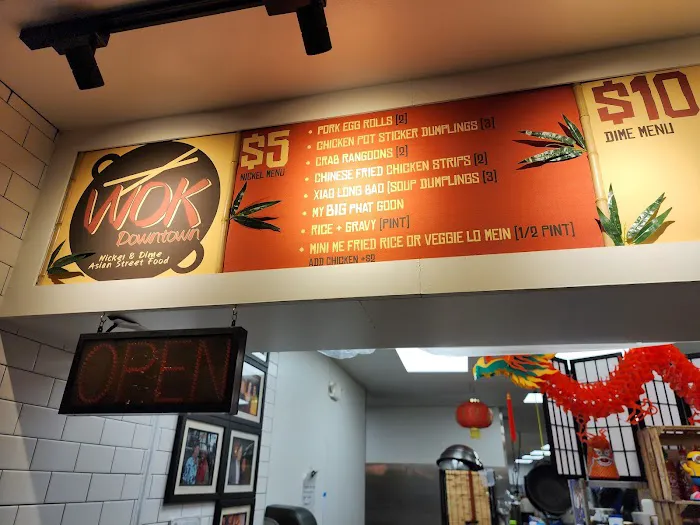 WOK
Downtown
Nickel & Dime
Asian Street Food
$5
NICKEL MENU
• PORK EGG ROLLS [2]
• CHICKEN POT STICKER DUMPLINGS [3]
• CRAB RANGOONS [2]
• CHINESE FRIED CHICKEN STRIPS [2]
• XIAO LONG BAO [SOUP DUMPLINGS [3]
• MY BIG PHAT GOON
• RICE + GRAVY [PINT]
• MINI ME FRIED RICE OR VEGGIE LO MEIN [1/2 PINT]
ADD CHICKEN +$2
$10
DIME MENU
OPEN